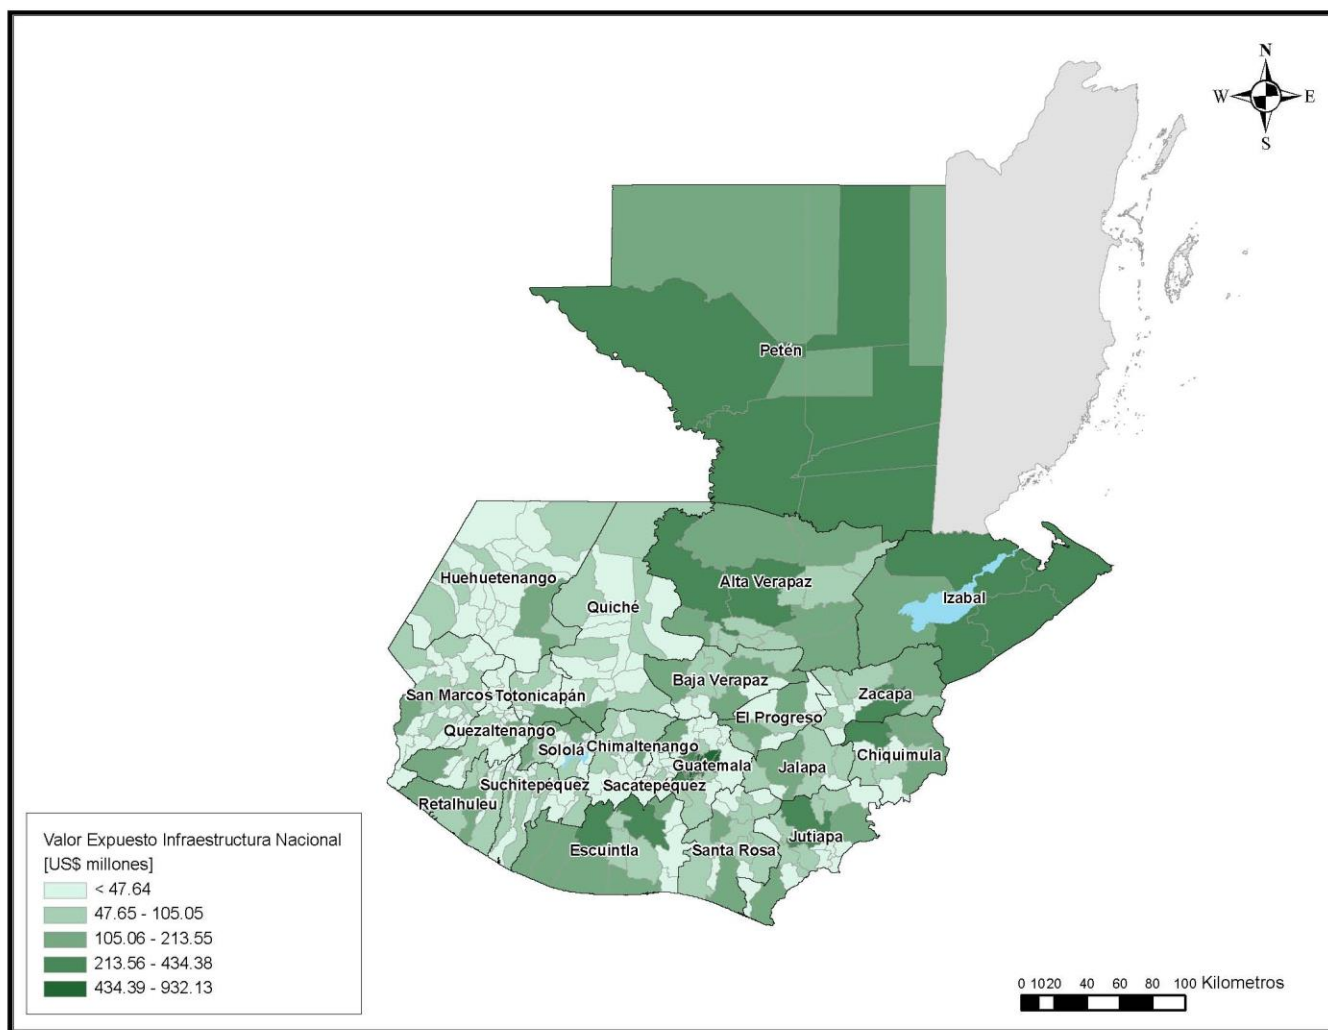 N
W E
S
Petén
Huehuetenango
Quiché
Alta Verapaz
Izabal
San Marcos
Totonicapán
Baja Verapaz
Zacapa
El Progreso
Quezaltenango
Sololá
Chimaltenango
Guatemala
Jalapa
Chiquimula
Suchitepéquez
Sacatepéquez
Retalhuleu
Escuintla
Santa Rosa
Jutiapa
Valor Expuesto Infraestructura Nacional
[US$ millones]
< 47.64
47.65 - 105.05
105.06 - 213.55
213.56 - 434.38
434.39 - 932.13
0 10 20 40 60 80 100 Kilometros